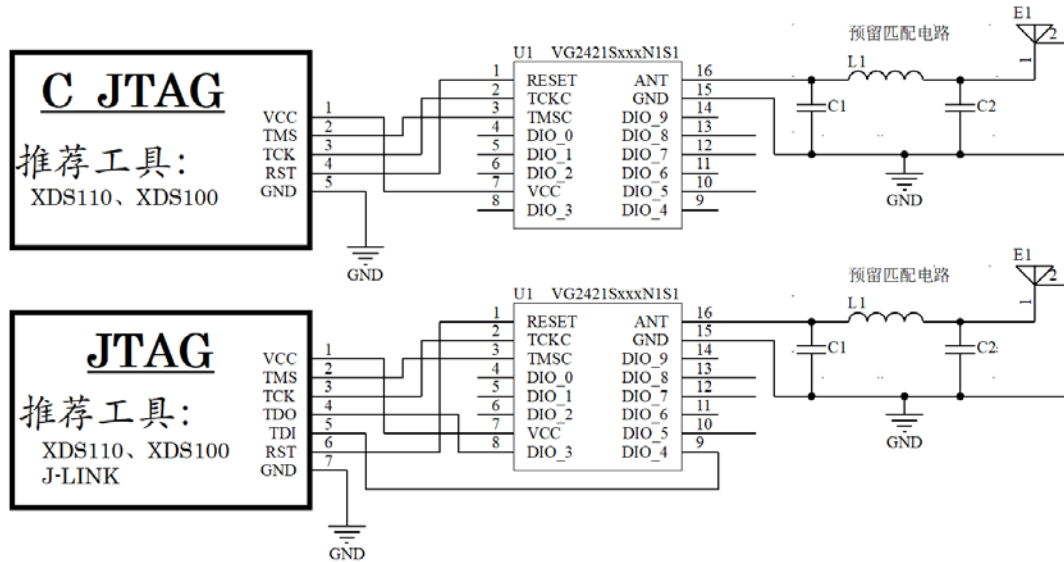 C JTAG
推荐工具:
XDS110、XDS100
VCC 1
TMS 2
TCK 3
RST 4
GND 5
GND
U1 VG2421SxxxN1S1
1 RESET ANT 16
2 TCKC GND 15
3 TMSC DIO_9 14
4 DIO_0 DIO_8 13
5 DIO_1 DIO_7 12
6 DIO_2 DIO_6 11
7 VCC DIO_5 10
8 DIO_3 DIO_4 9
预留匹配电路
L1
C1
C2
E1
2
1
GND
JTAG
推荐工具:
XDS110、XDS100
J-LINK
VCC 1
TMS 2
TCK 3
TDO 4
TDI 5
RST 6
GND 7
GND
U1 VG2421SxxxN1S1
1 RESET ANT 16
2 TCKC GND 15
3 TMSC DIO_9 14
4 DIO_0 DIO_8 13
5 DIO_1 DIO_7 12
6 DIO_2 DIO_6 11
7 VCC DIO_5 10
8 DIO_3 DIO_4 9
预留匹配电路
L1
C1
C2
E1
2
1
GND